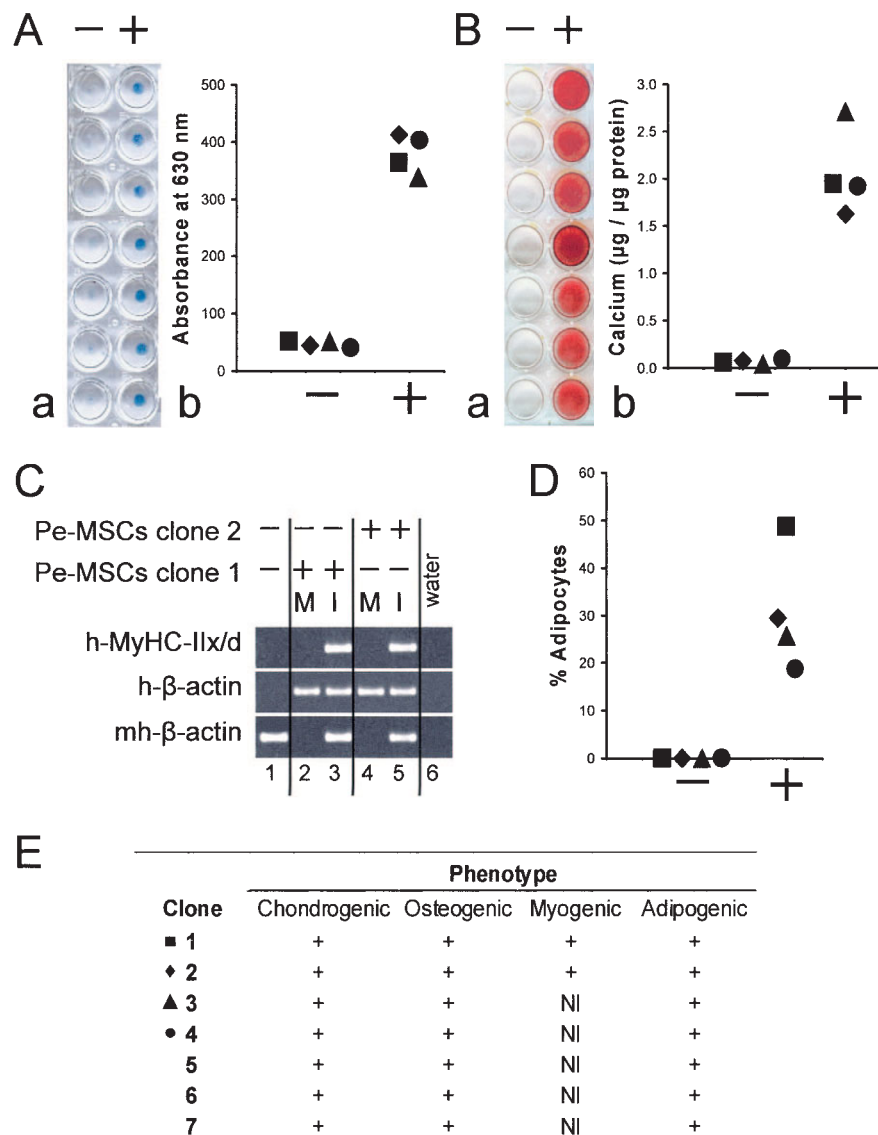 A
− +
a
b
Absorbance at 630 nm
500
400
300
200
100
0
− +
B
− +
a
b
Calcium (µg / µg protein)
3.0
2.5
2.0
1.5
1.0
0.5
0.0
− +
C
Pe-MSCs clone 2 − − − + + water
Pe-MSCs clone 1 − + + − −
M I M I
h-MyHC-IIx/d
h-β-actin
mh-β-actin
1 2 3 4 5 6
D
% Adipocytes
60
50
40
30
20
10
0
− +
E
Phenotype
Clone Chondrogenic Osteogenic Myogenic Adipogenic
■ 1 + + + +
◆ 2 + + + +
▲ 3 + + NI +
● 4 + + NI +
5 + + NI +
6 + + NI +
7 + + NI +